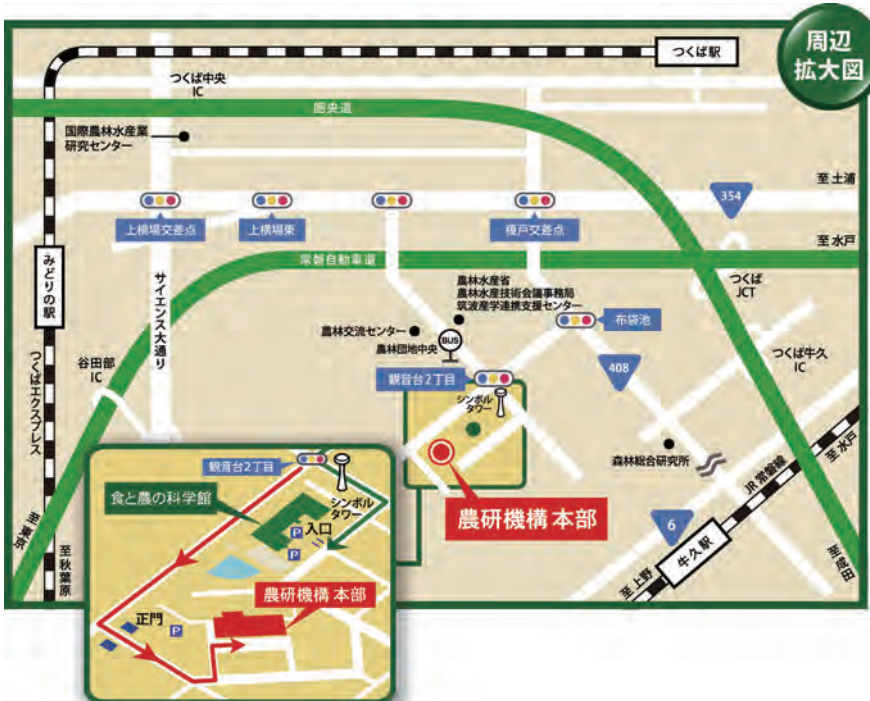 周辺
拡大図
つくば駅
つくば中央
IC
圏央道
国際農林水産業
研究センター
至 土浦
354
上横場交差点
上横場東
榎戸交差点
至 水戸
常磐自動車道
みどりの駅
サイエンス大通り
つくば
JCT
農林水産省
農林水産技術会議事務局
筑波産学連携支援センター
農林交流センター
BUS
農林団地中央
布袋池
谷田部
IC
つくばエクスプレス
観音台2丁目
408
つくば牛久
IC
シンボル
タワー
森林総合研究所
JR 常磐線
至 水戸
農研機構 本部
6
牛久駅
至 上野
至 成田
至 東京
至 秋葉原
観音台2丁目
食と農の科学館
シンボル
タワー
P
入口
P
農研機構 本部
正門
P